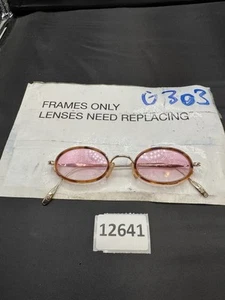 G303
FRAMES ONLY
LENSES NEED REPLACING
12641